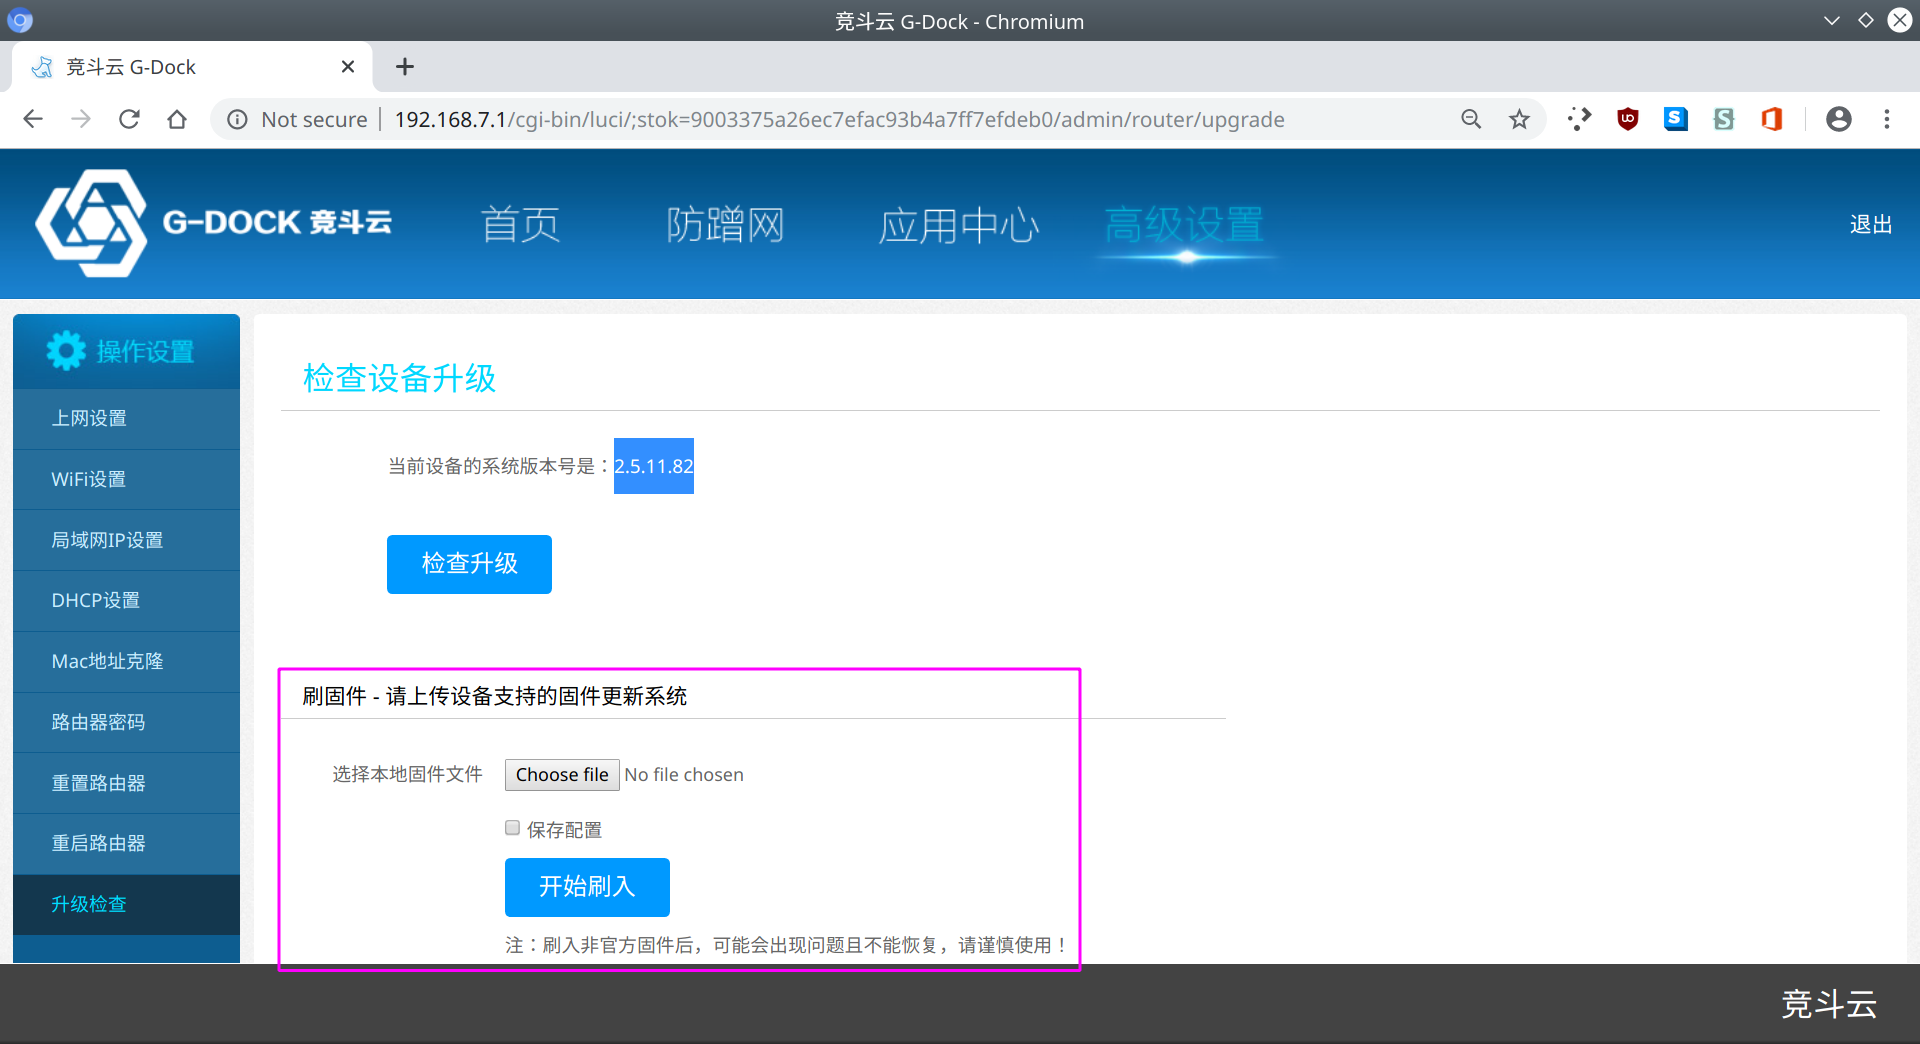 竞斗云 G-Dock - Chromium
竞斗云 G-Dock
Not secure
192.168.7.1/cgi-bin/luci/;stok=9003375a26ec7efac93b4a7ff7efdeb0/admin/router/upgrade
G-DOCK 竞斗云
首页
防蹭网
应用中心
高级设置
退出
操作设置
上网设置
WiFi设置
局域网IP设置
DHCP设置
Mac地址克隆
路由器密码
重置路由器
重启路由器
升级检查
检查设备升级
当前设备的系统版本号是：2.5.11.82
检查升级
刷固件 - 请上传设备支持的固件更新系统
选择本地固件文件 Choose file No file chosen
保存配置
开始刷入
注：刷入非官方固件后，可能会出现问题且不能恢复，请谨慎使用！
竞斗云